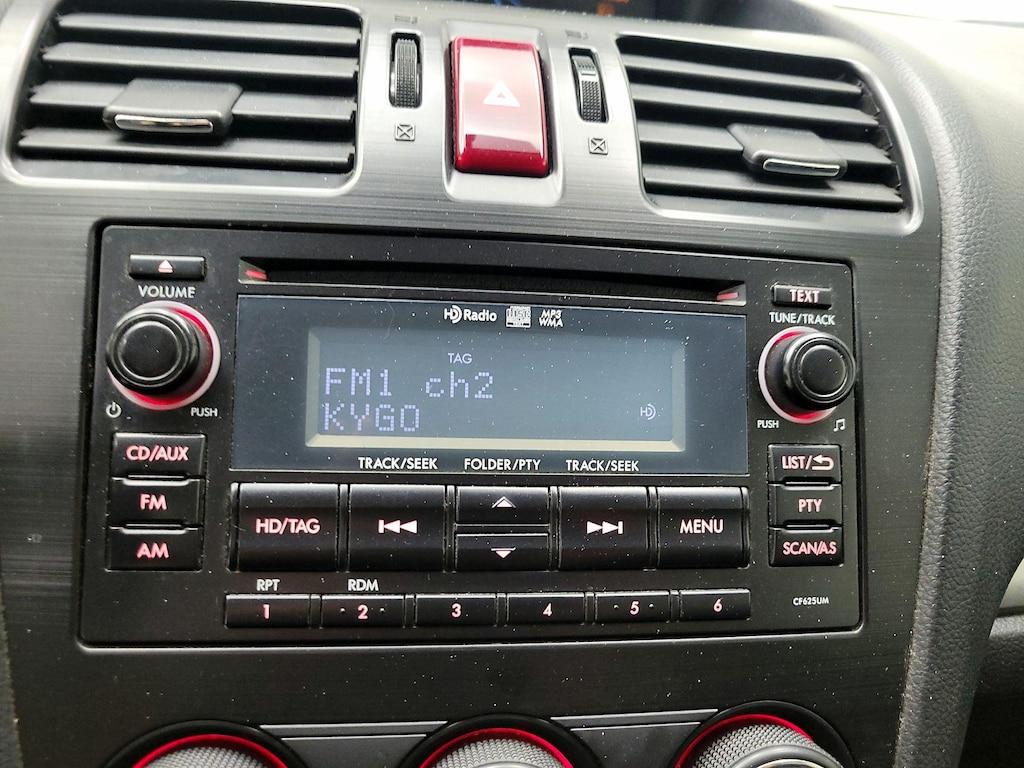 HD Radio MP3 WMA
TEXT
VOLUME
TUNE/TRACK
TAG
FM1 ch2
KYGO HD
PUSH
PUSH
CD/AUX
TRACK/SEEK FOLDER/PTY TRACK/SEEK
LIST/
FM
HD/TAG
MENU
PTY
AM
SCAN/A.S
RPT RDM
1 2 3 4 5 6
CF625UM